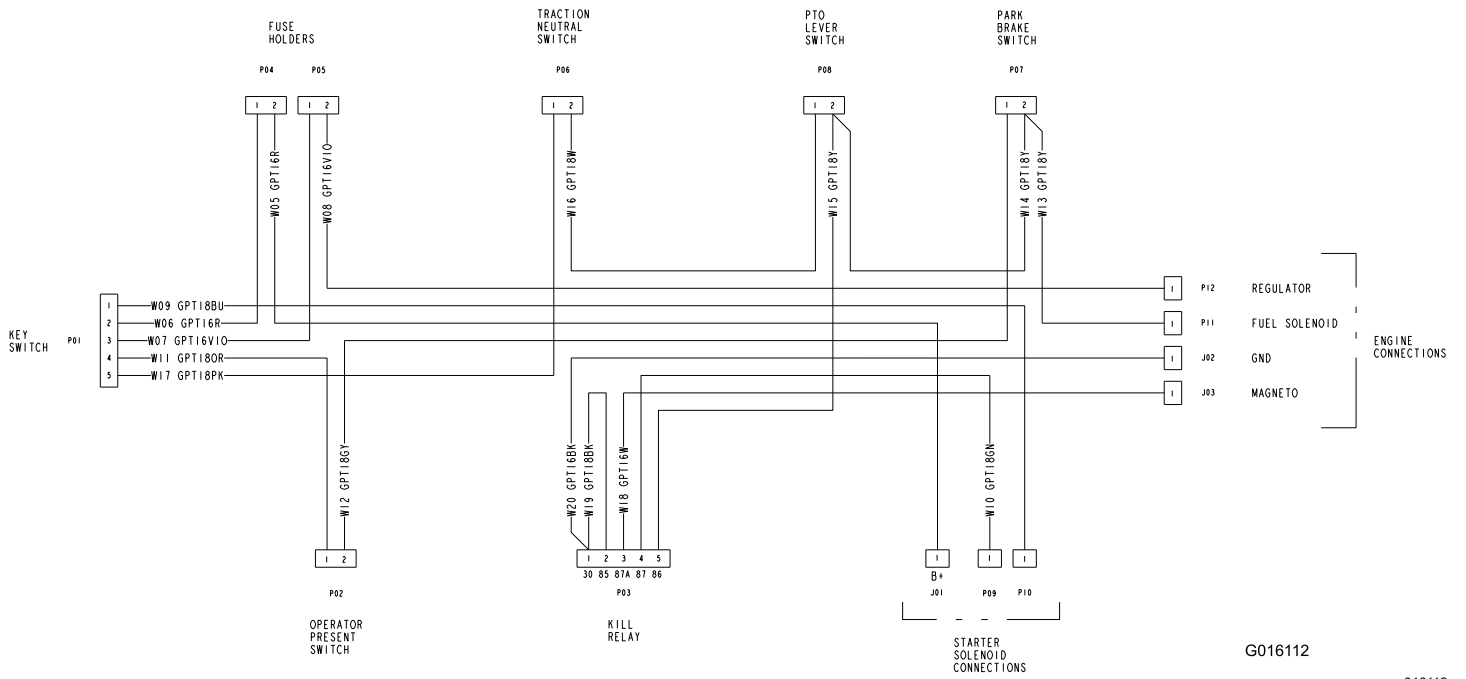 FUSE
HOLDERS
TRACTION
NEUTRAL
SWITCH
PTO
LEVER
SWITCH
PARK
BRAKE
SWITCH
P04
P05
P06
P08
P07
1 2
1 2
1 2
1 2
1 2
W05 GPT16R
W08 GPT16VIO
W16 GPT18W
W15 GPT18Y
W14 GPT18Y
W13 GPT18Y
KEY
SWITCH
P01
1
2
3
4
5
W09 GPT18BU
W06 GPT16R
W07 GPT16VIO
W11 GPT18OR
W17 GPT18PK
1 P12 REGULATOR
1 P11 FUEL SOLENOID
1 J02 GND
1 J03 MAGNETO
ENGINE
CONNECTIONS
W12 GPT18GY
W20 GPT16BK
W19 GPT18BK
W18 GPT16W
W10 GPT18GN
1 2
P02
OPERATOR
PRESENT
SWITCH
1 2 3 4 5
30 85 87A 87 86
P03
KILL
RELAY
1
1
1
B+
J01
P09
P10
STARTER
SOLENOID
CONNECTIONS
G016112